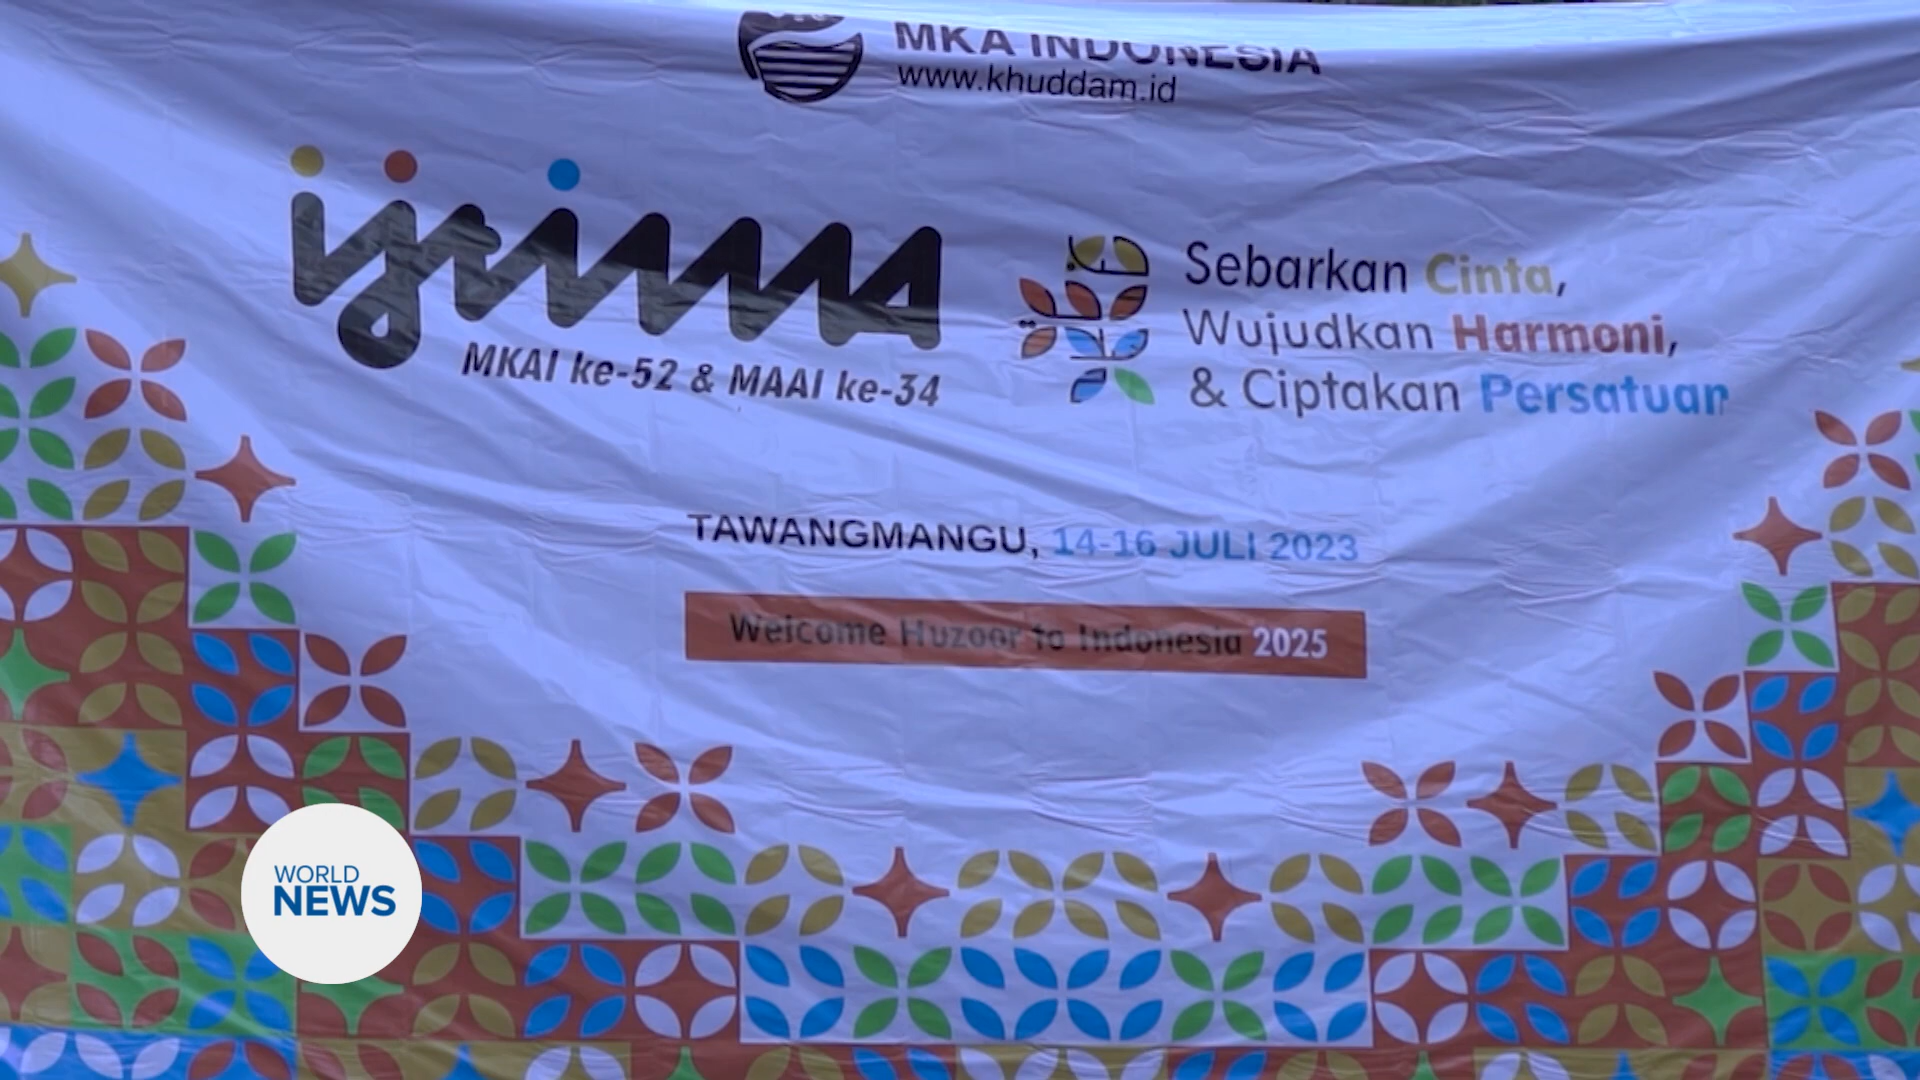 MKA INDONESIA
www.khuddam.id
ijtima
MKAI ke-52 & MAAI ke-34
Sebarkan Cinta,
Wujudkan Harmoni,
& Ciptakan Persatuan
TAWANGMANGU, 14-16 JULI 2023
Welcome Huzoor to Indonesia 2025
WORLD
NEWS